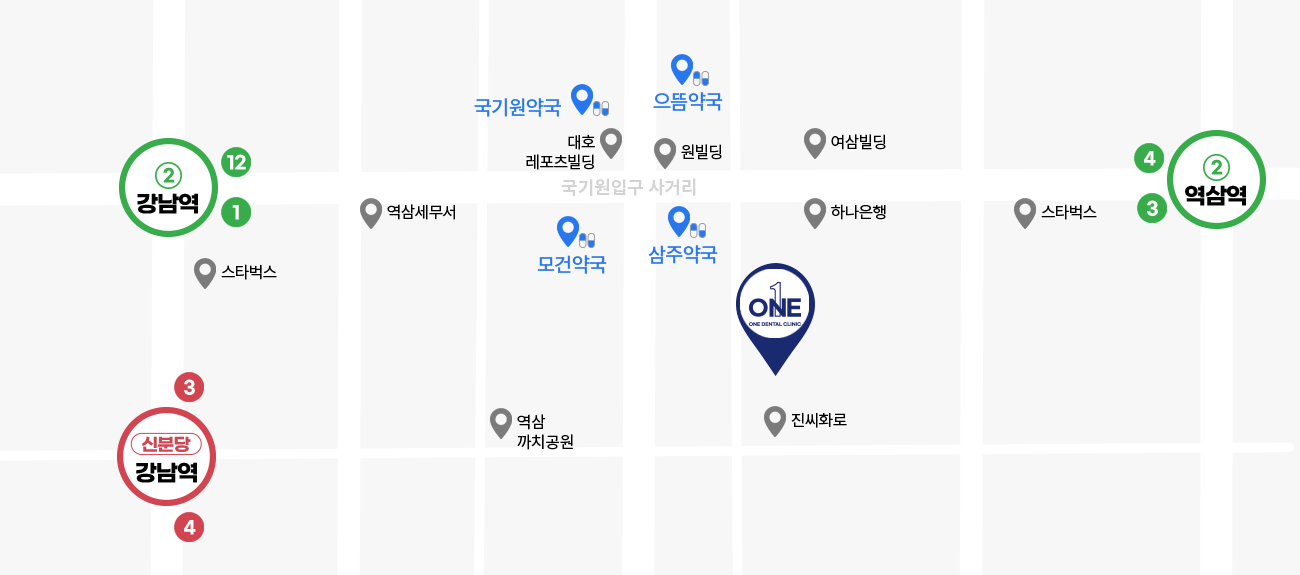 으뜸약국
국기원약국
대호
레포츠빌딩
원빌딩
여삼빌딩
국기원입구 사거리
2
강남역
12
1
4
2
역삼역
3
역삼세무서
하나은행
스타벅스
모건약국
삼주약국
스타벅스
1
ONE
ONE DENTAL CLINIC
3
신분당
강남역
4
역삼
까치공원
진씨화로